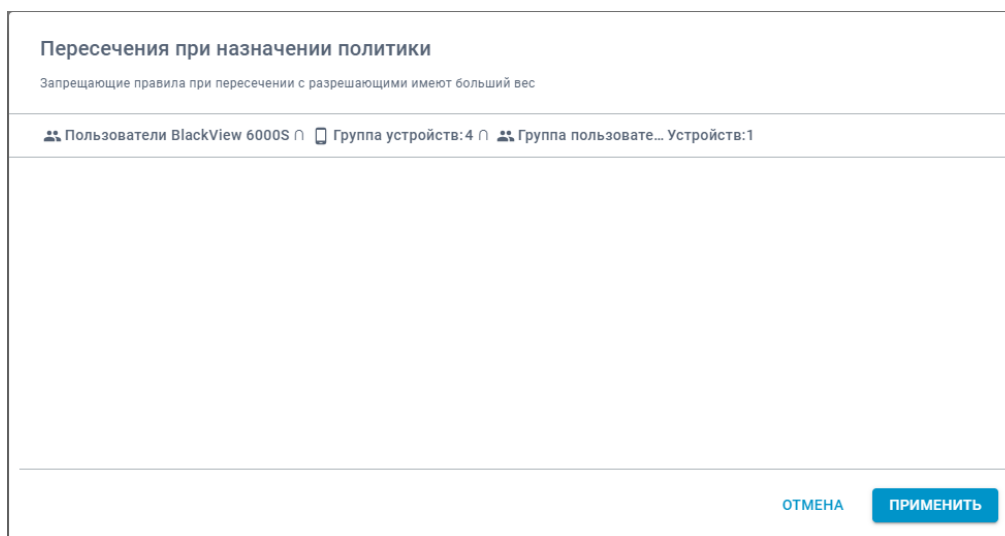 Пересечения при назначении политики
Запрещающие правила при пересечении с разрешающими имеют больший вес
Пользователи BlackView 6000S ∩ Группа устройств:4 ∩ Группа пользовате... Устройств:1
ОТМЕНА ПРИМЕНИТЬ